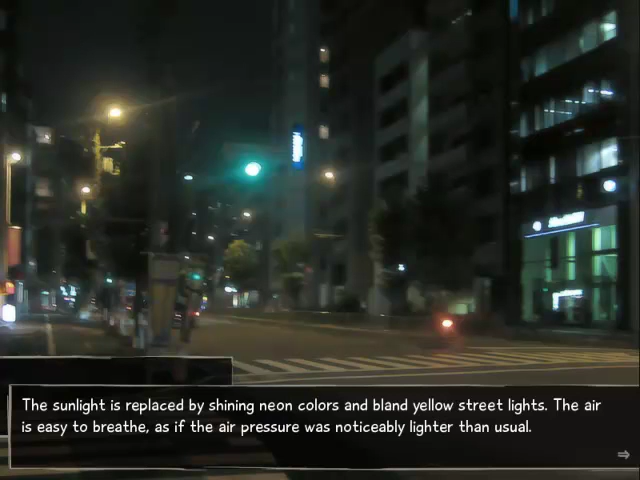 The sunlight is replaced by shining neon colors and bland yellow street lights. The air
is easy to breathe, as if the air pressure was noticeably lighter than usual.